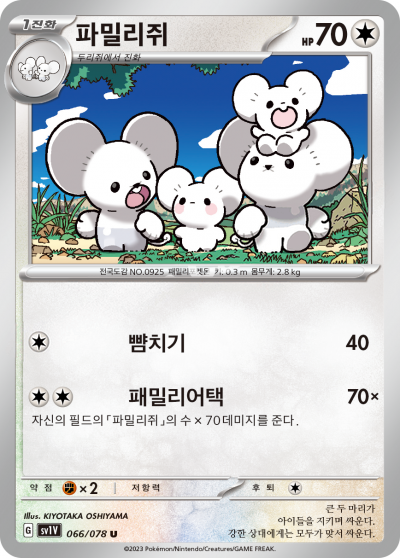 1진화
파밀리쥐
HP 70
두리쥐에서 진화
전국도감 NO.0925 패밀리포켓몬 키: 0.3 m 몸무게: 2.8 kg
뺨치기 40
패밀리어택 70×
자신의 필드의 「파밀리쥐」의 수 × 70데미지를 준다.
약점 ×2 저항력 후퇴
Illus. KIYOTAKA OSHIYAMA
G sv1V 066/078 U
큰 두 마리가
아이들을 지키며 싸운다.
강한 상대에게는 모두가 맞서 싸운다.
©2023 Pokémon/Nintendo/Creatures/GAME FREAK.